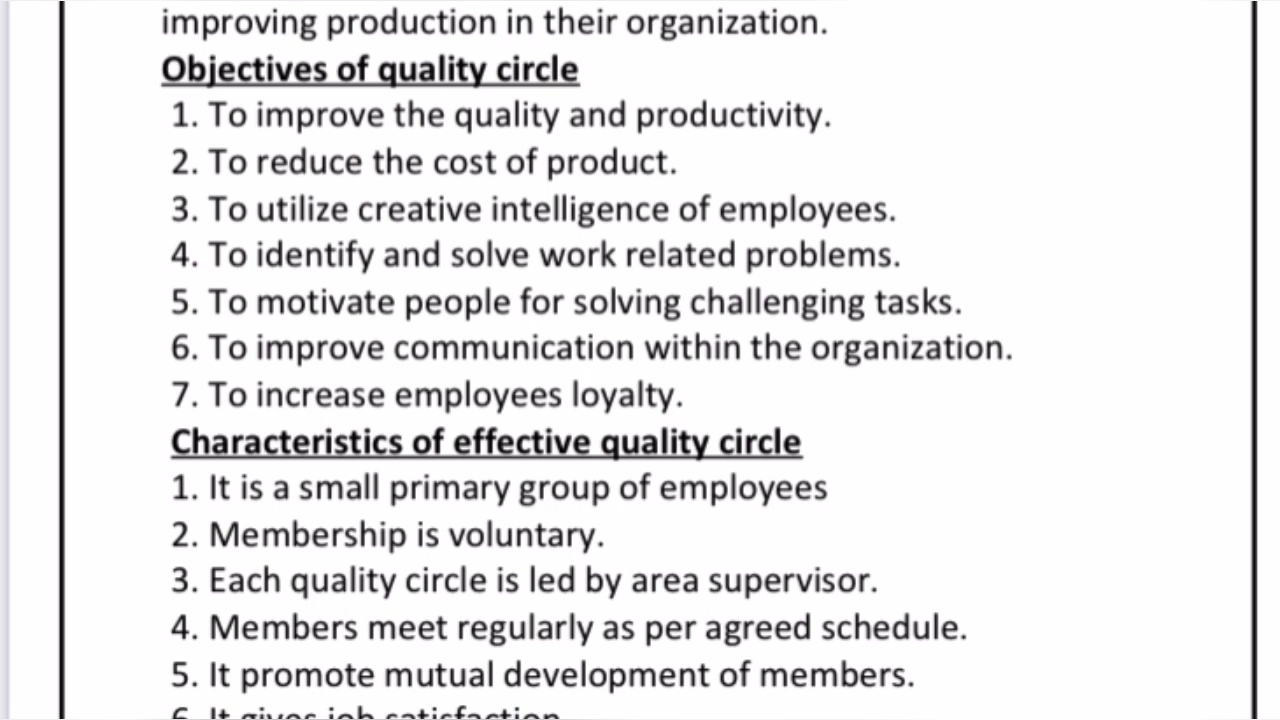 improving production in their organization.
Objectives of quality circle
1. To improve the quality and productivity.
2. To reduce the cost of product.
3. To utilize creative intelligence of employees.
4. To identify and solve work related problems.
5. To motivate people for solving challenging tasks.
6. To improve communication within the organization.
7. To increase employees loyalty.
Characteristics of effective quality circle
1. It is a small primary group of employees
2. Membership is voluntary.
3. Each quality circle is led by area supervisor.
4. Members meet regularly as per agreed schedule.
5. It promote mutual development of members.
6. It gives job satisfaction